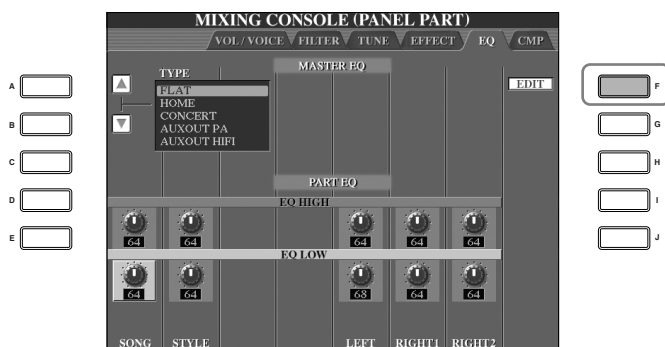 MIXING CONSOLE (PANEL PART)
VOL/VOICE FILTER TUNE EFFECT EQ CMP
TYPE
MASTER EQ
EDIT
FLAT
HOME
CONCERT
AUXOUT PA
AUXOUT HIFI
PART EQ
EQ HIGH
64 64 64 64 64
EQ LOW
64 64 68 64 64
SONG STYLE LEFT RIGHT1 RIGHT2
A
B
C
D
E
F
G
H
I
J